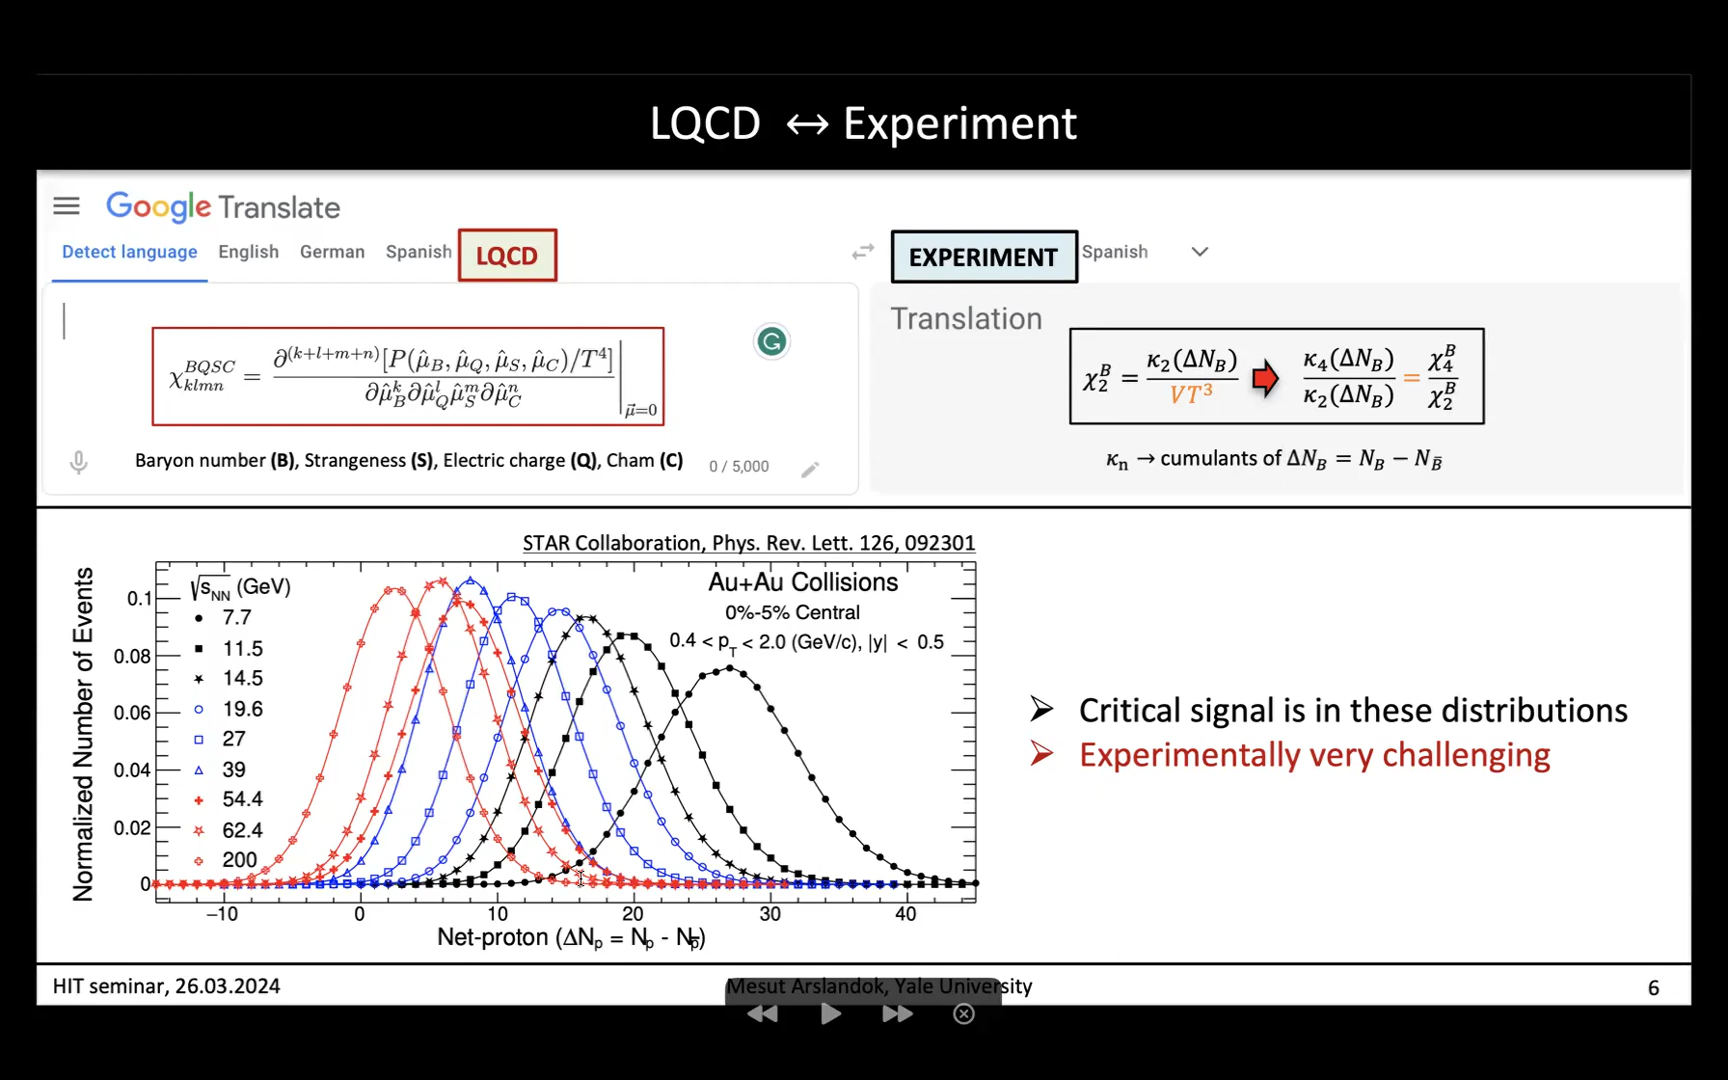 LQCD ↔ Experiment
Google Translate
Detect language English German Spanish LQCD
EXPERIMENT Spanish
χ_{klmn}^{BQSC} = ∂^{(k+l+m+n)}[P(μ̂_B, μ̂_Q, μ̂_S, μ̂_C)/T^4] / ∂μ̂_B^k ∂μ̂_Q^l μ̂_S^m ∂μ̂_C^n |_{μ⃗=0}
Baryon number (B), Strangeness (S), Electric charge (Q), Cham (C)
0 / 5,000
Translation
χ_2^B = κ_2(ΔN_B) / VT^3 κ_4(ΔN_B) / κ_2(ΔN_B) = χ_4^B / χ_2^B
κ_n → cumulants of ΔN_B = N_B − N_B̄
STAR Collaboration, Phys. Rev. Lett. 126, 092301
Normalized Number of Events
0.1
0.08
0.06
0.04
0.02
0
√s_NN (GeV)
7.7
11.5
14.5
19.6
27
39
54.4
62.4
200
Au+Au Collisions
0%-5% Central
0.4 < p_T < 2.0 (GeV/c), |y| < 0.5
−10 0 10 20 30 40
Net-proton (ΔN_p = N_p - N_p̄)
➢ Critical signal is in these distributions
➢ Experimentally very challenging
HIT seminar, 26.03.2024
Mesut Arslandok, Yale University
6